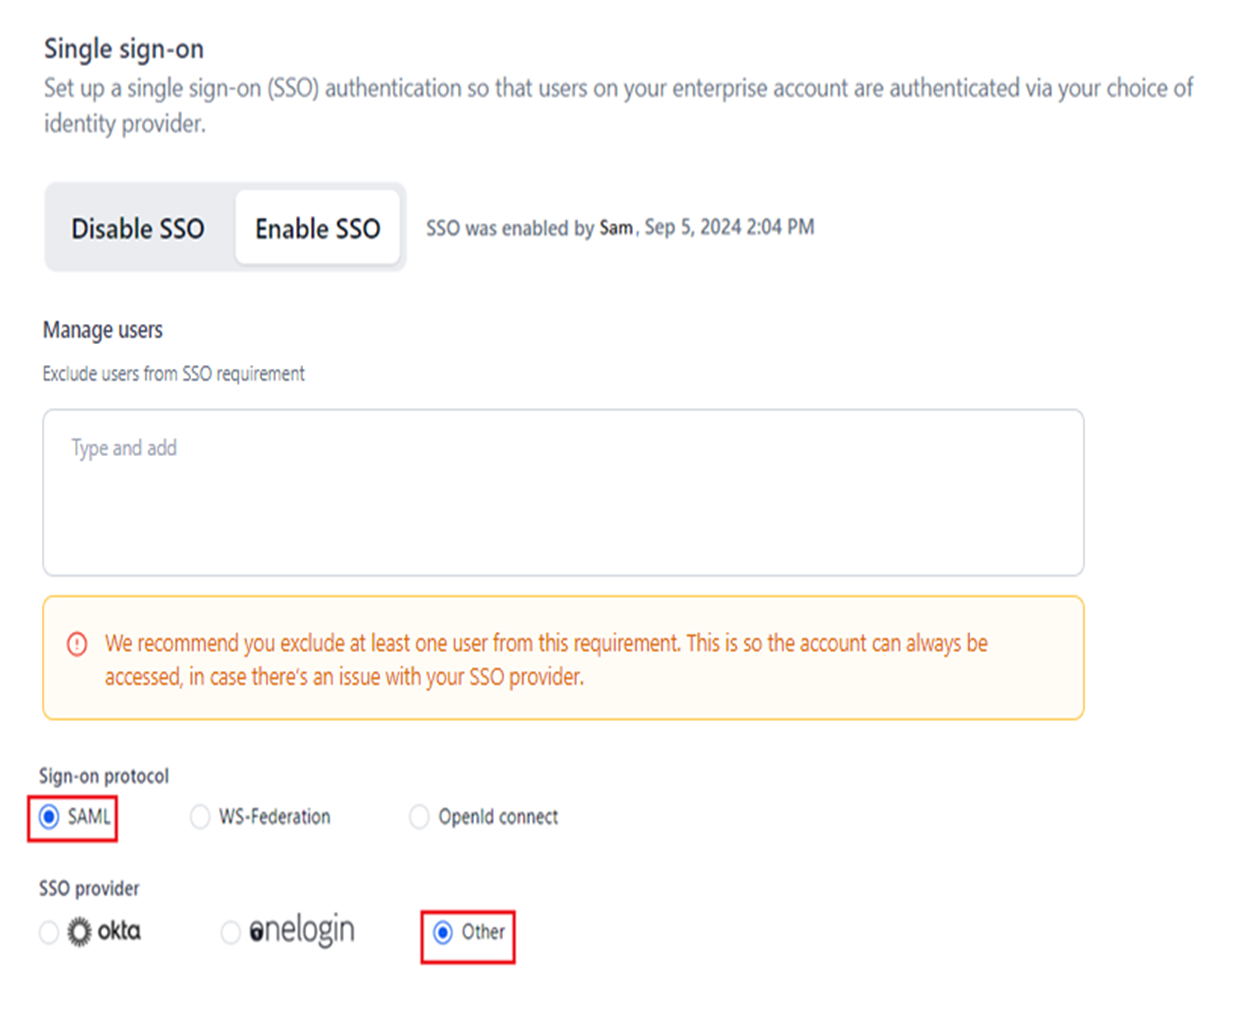 Single sign-on
Set up a single sign-on (SSO) authentication so that users on your enterprise account are authenticated via your choice of
identity provider.
Disable SSO Enable SSO SSO was enabled by Sam, Sep 5, 2024 2:04 PM
Manage users
Exclude users from SSO requirement
Type and add
We recommend you exclude at least one user from this requirement. This is so the account can always be
accessed, in case there's an issue with your SSO provider.
Sign-on protocol
SAML WS-Federation OpenId connect
SSO provider
okta onelogin Other